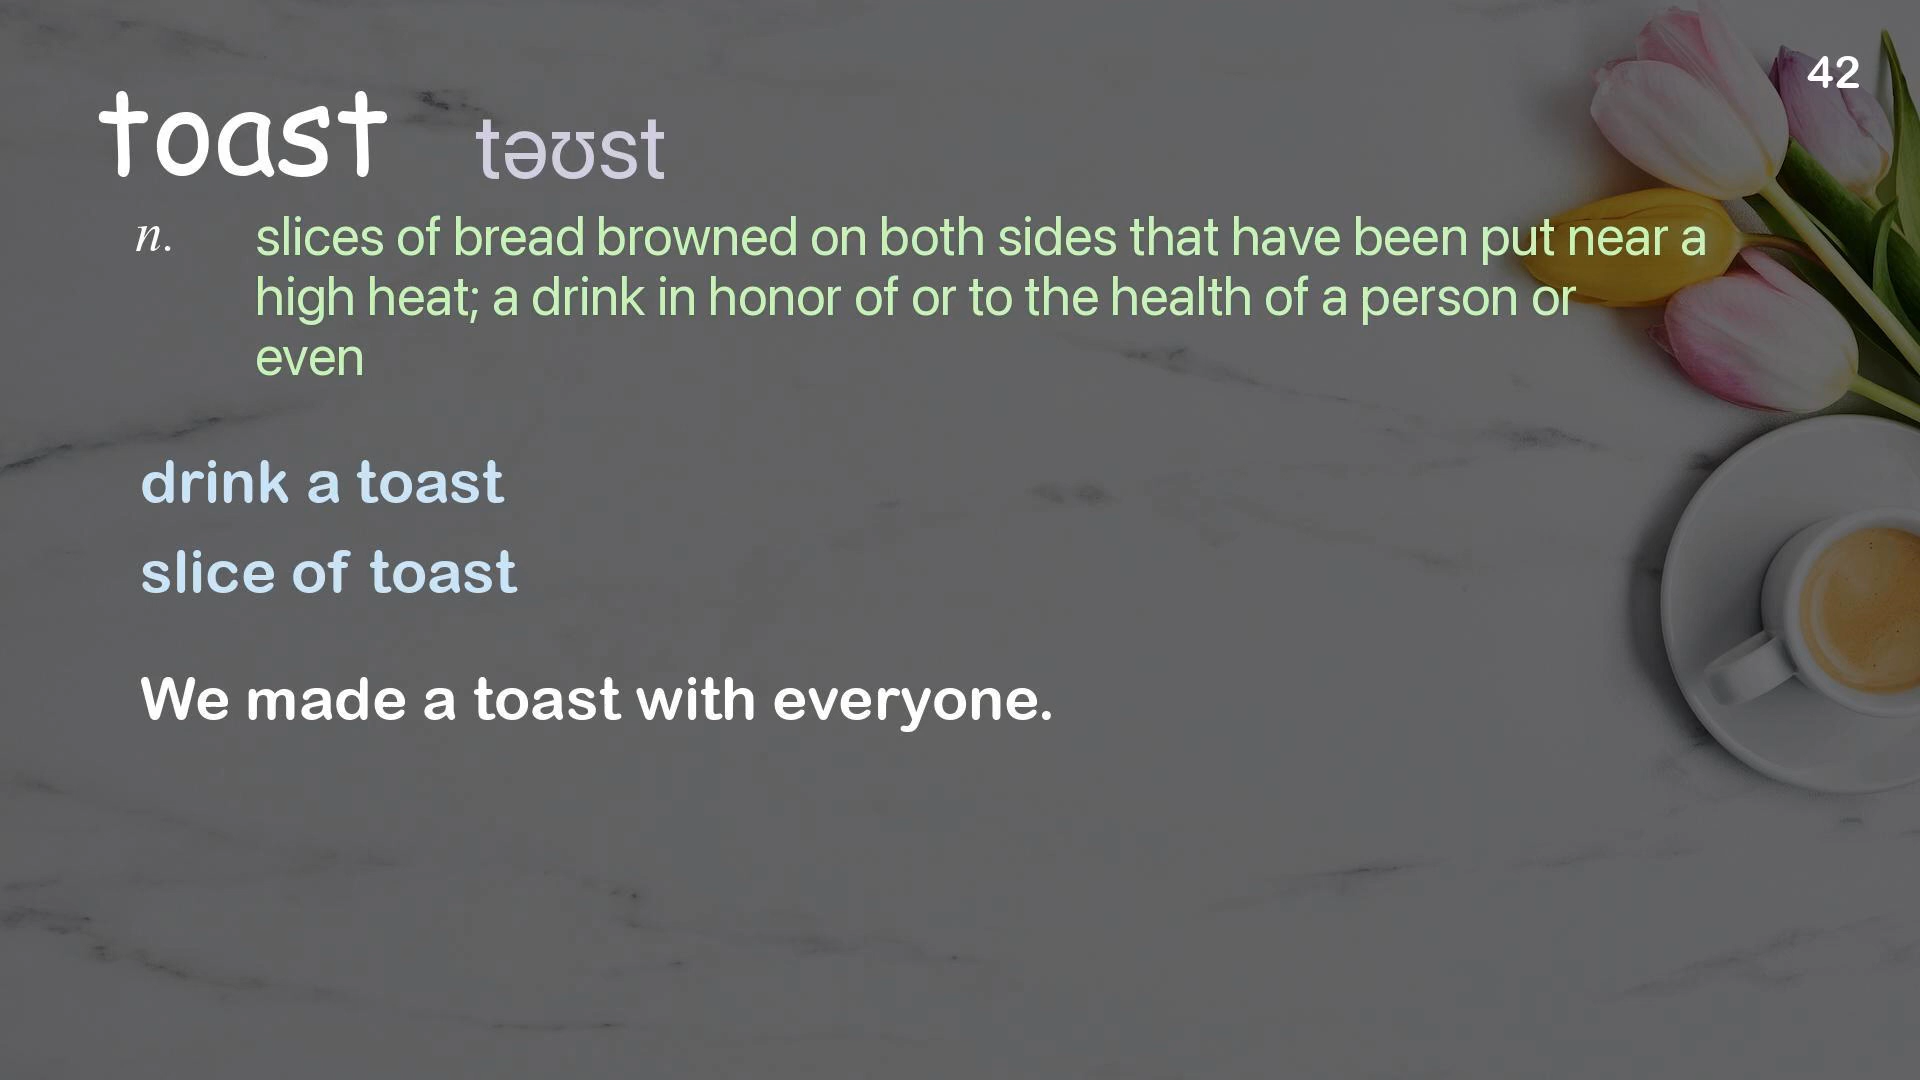 42
toast təʊst
n. slices of bread browned on both sides that have been put near a
high heat; a drink in honor of or to the health of a person or
even
drink a toast
slice of toast
We made a toast with everyone.